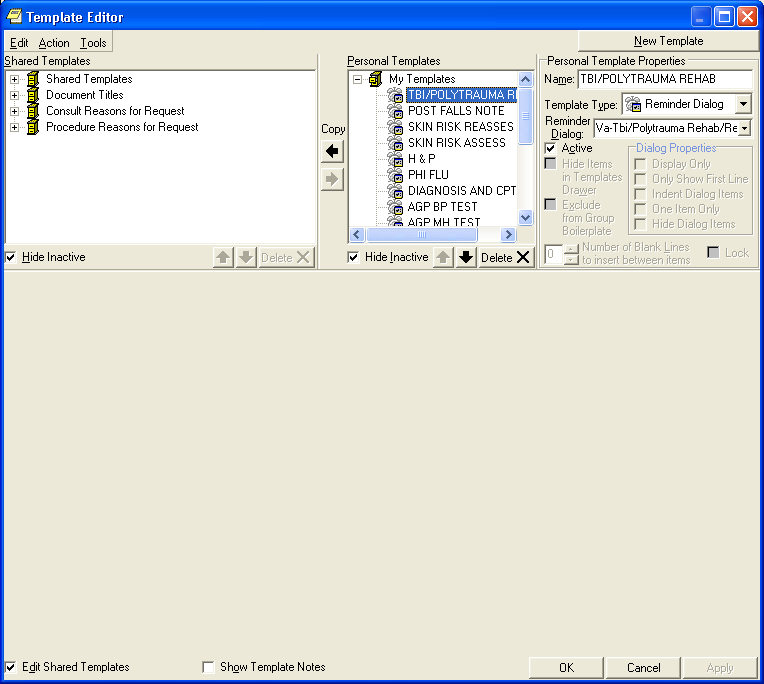 Template Editor
Edit Action Tools
New Template
Shared Templates
Shared Templates
Document Titles
Consult Reasons for Request
Procedure Reasons for Request
Hide Inactive
Delete
Copy
Personal Templates
My Templates
TBI/POLYTRAUMA R
POST FALLS NOTE
SKIN RISK REASSES
SKIN RISK ASSESS
H & P
PHI FLU
DIAGNOSIS AND CPT
AGP BP TEST
AGP MH TEST
Hide Inactive
Delete
Personal Template Properties
Name: TBI/POLYTRAUMA REHAB
Template Type: Reminder Dialog
Reminder
Dialog: Va-Tbi/Polytrauma Rehab/Re
Active
Hide Items
in Templates
Drawer
Exclude
from Group
Boilerplate
Dialog Properties
Display Only
Only Show First Line
Indent Dialog Items
One Item Only
Hide Dialog Items
0 Number of Blank Lines
to insert between items
Lock
Edit Shared Templates
Show Template Notes
OK
Cancel
Apply